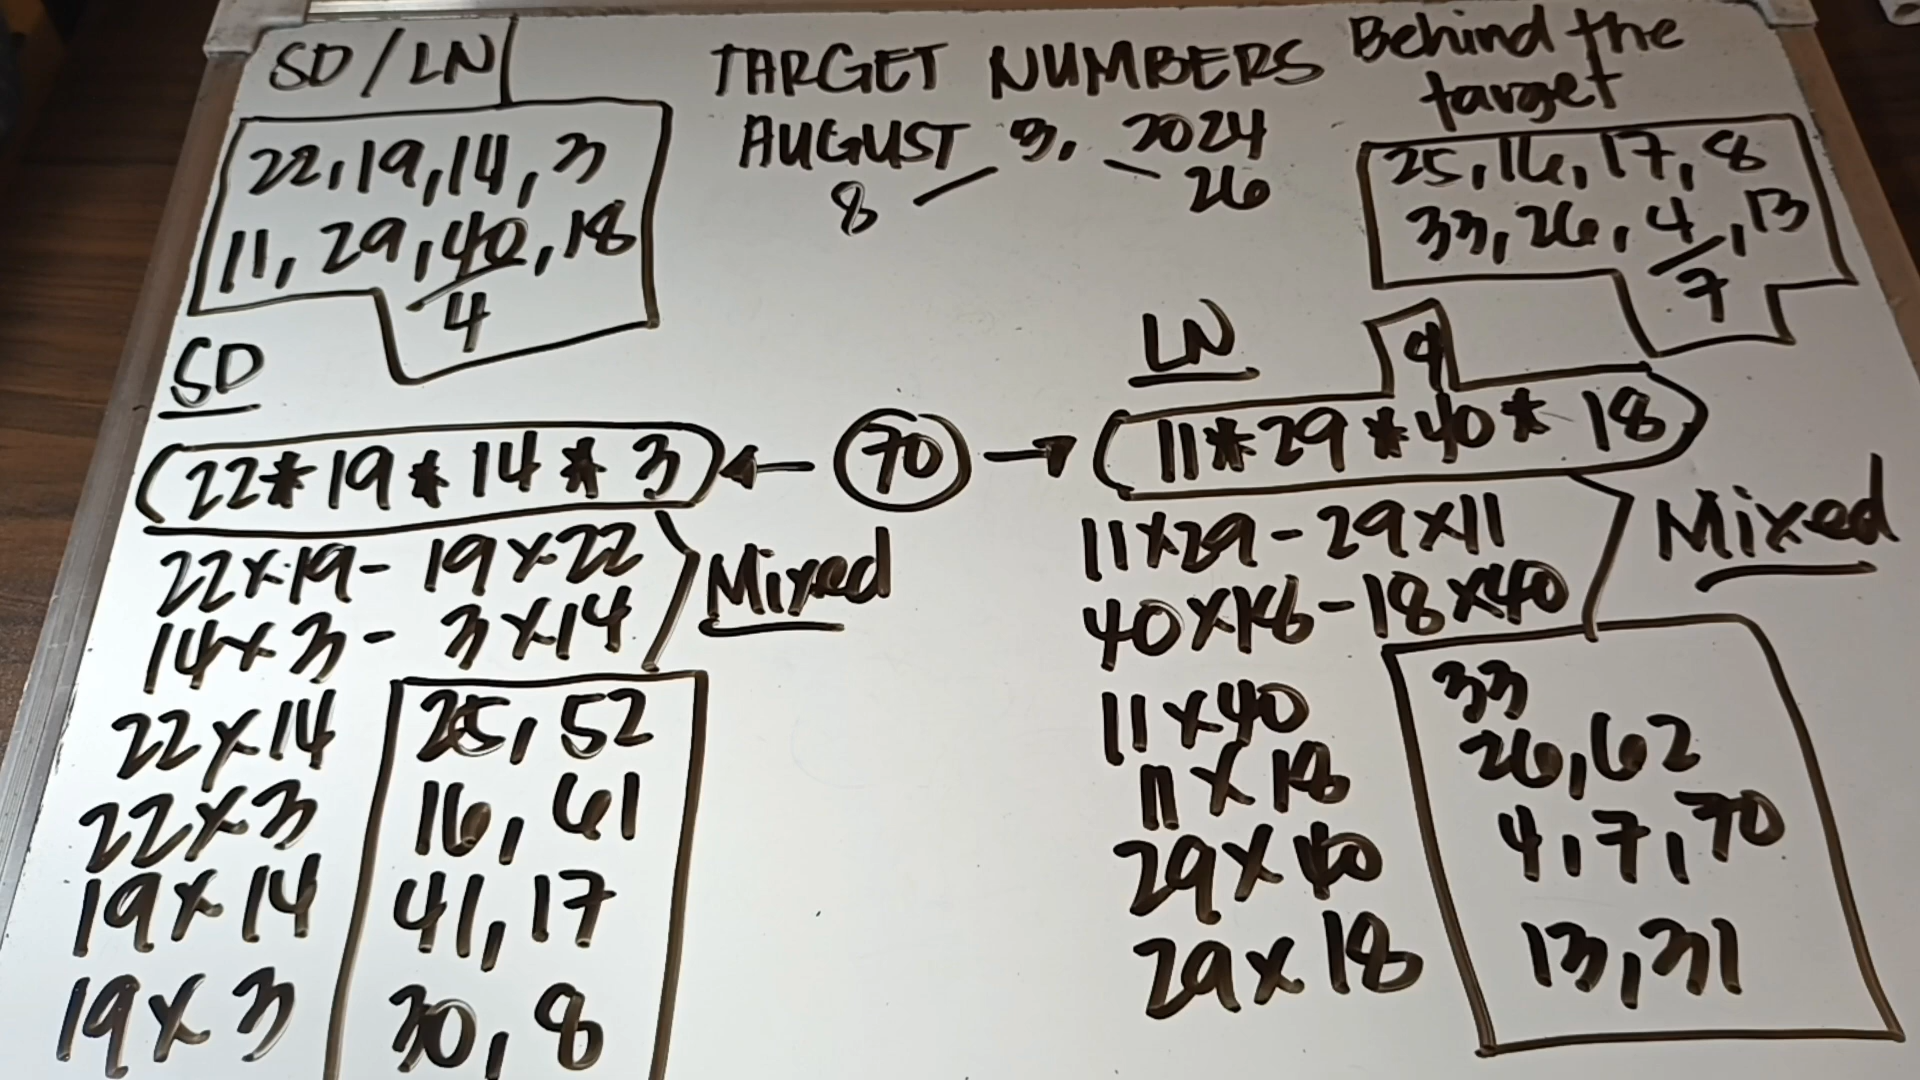 SD/LN
TARGET NUMBERS
AUGUST 3, 2024
8 26
Behind the
target
22, 19, 14, 3
11, 29, 40, 18
4
25, 16, 17, 8
33, 26, 4, 13
7
SD
(22*19*14*3)
70
LN
(11*29*40*18)
22x19-19x22
14x3-3x14
Mixed
22x14
22x3
19x14
19x3
25, 52
16, 61
41, 17
30, 8
11x29-29x11
40x18-18x40
Mixed
11x40
11x18
29x40
29x18
33
26, 62
4, 7, 70
13, 31